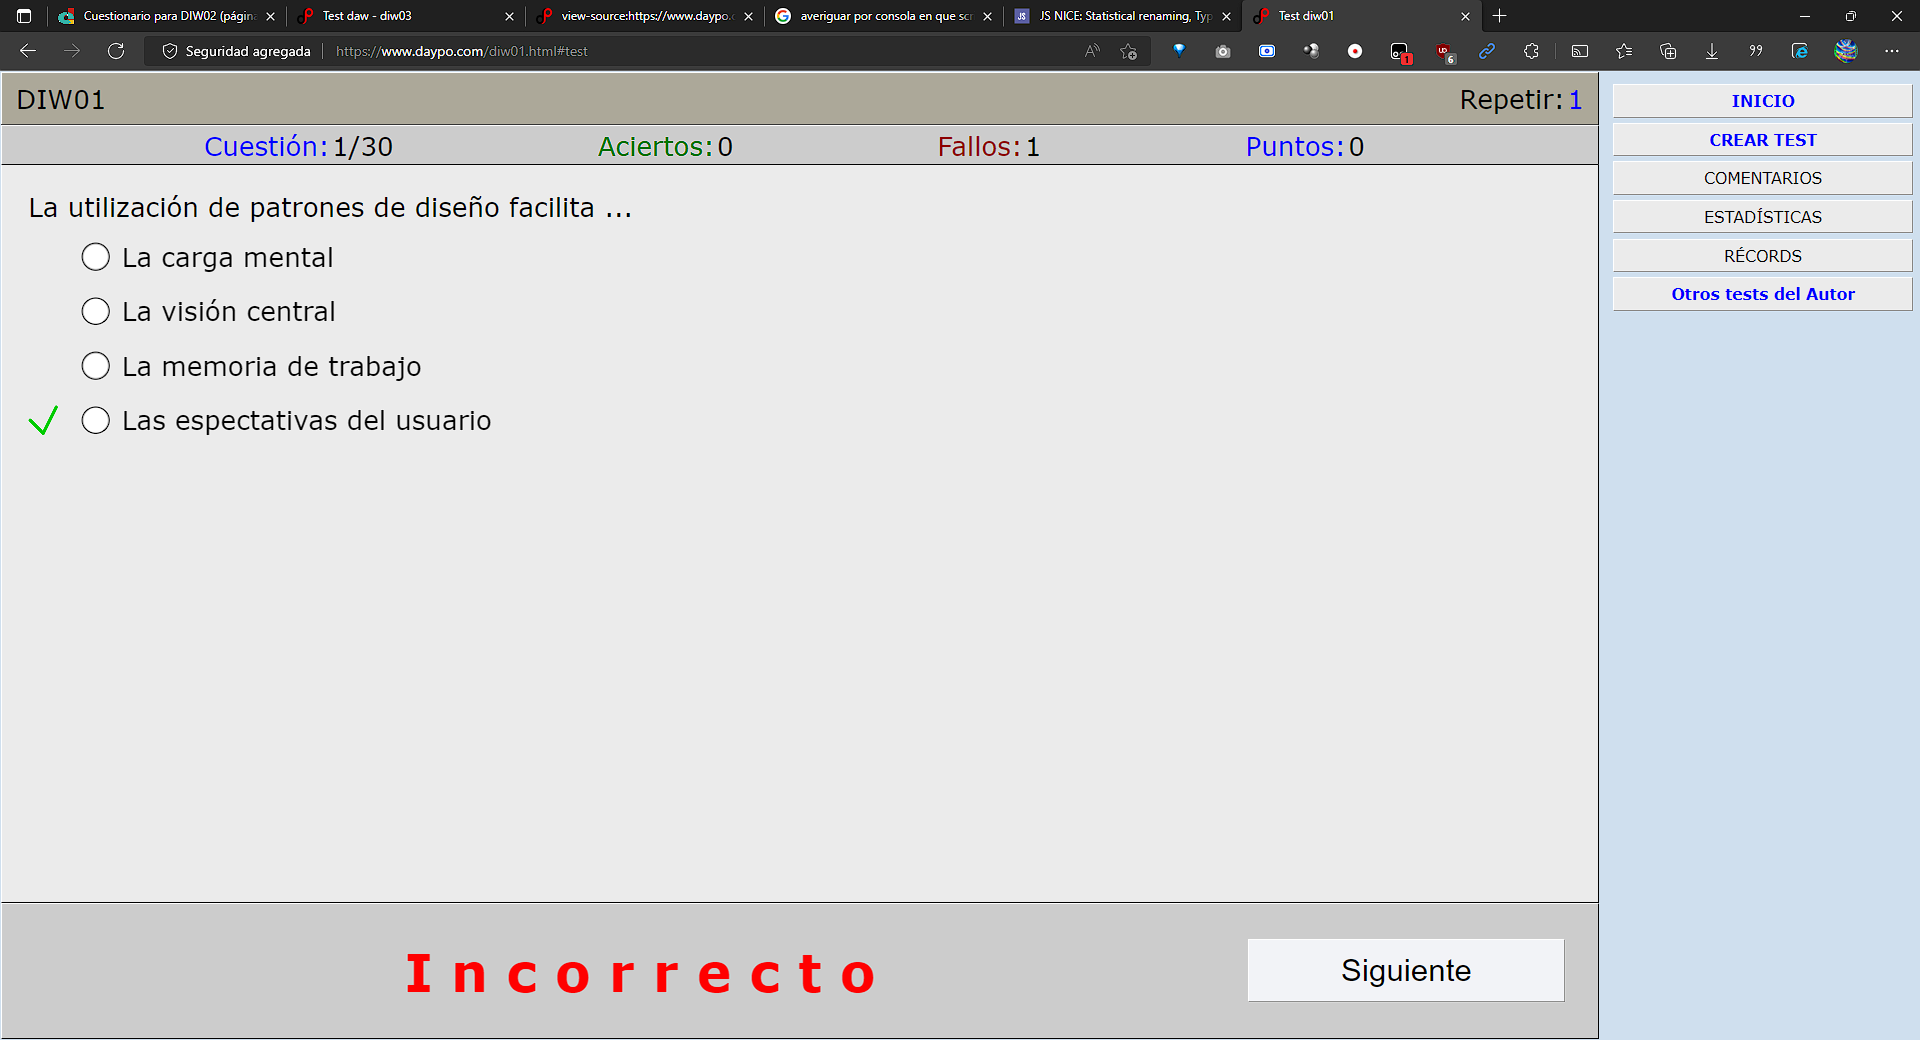 Cuestionario para DIW02 (págin
Test daw - diw03
view-source:https://www.daypo.
averiguar por consola en que scr
JS NICE: Statistical renaming, Typ
Test diw01
Seguridad agregada
https://www.daypo.com/diw01.html#test
DIW01
Repetir: 1
Cuestión: 1/30
Aciertos: 0
Fallos: 1
Puntos: 0
La utilización de patrones de diseño facilita ...
La carga mental
La visión central
La memoria de trabajo
Las espectativas del usuario
Incorrecto
Siguiente
INICIO
CREAR TEST
COMENTARIOS
ESTADÍSTICAS
RÉCORDS
Otros tests del Autor